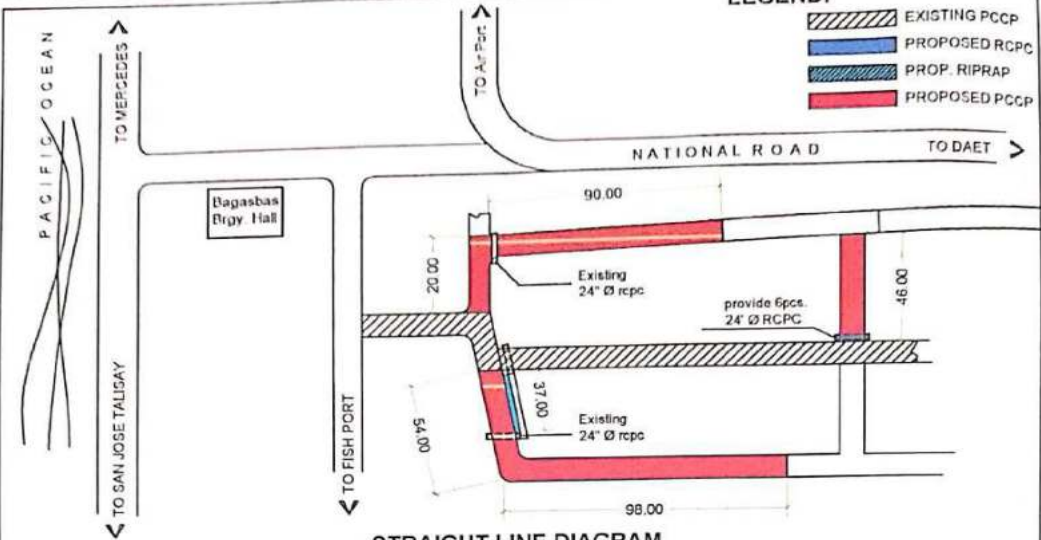 LEGEND:
EXISTING PCCP
PROPOSED RCPC
PROP. RIPRAP
PROPOSED PCCP
PACIFIC OCEAN
TO MERCEDES
TO Air Port
NATIONAL ROAD
TO DAET
Bagasbas
Brgy. Hall
90.00
20.00
Existing
24" Ø rcpc
provide 6pcs.
24' Ø RCPC
46.00
TO SAN JOSE TALISAY
TO FISH PORT
54.00
37.00
Existing
24" Ø rcpc
98.00
STRAIGHT LINE DIAGRAM